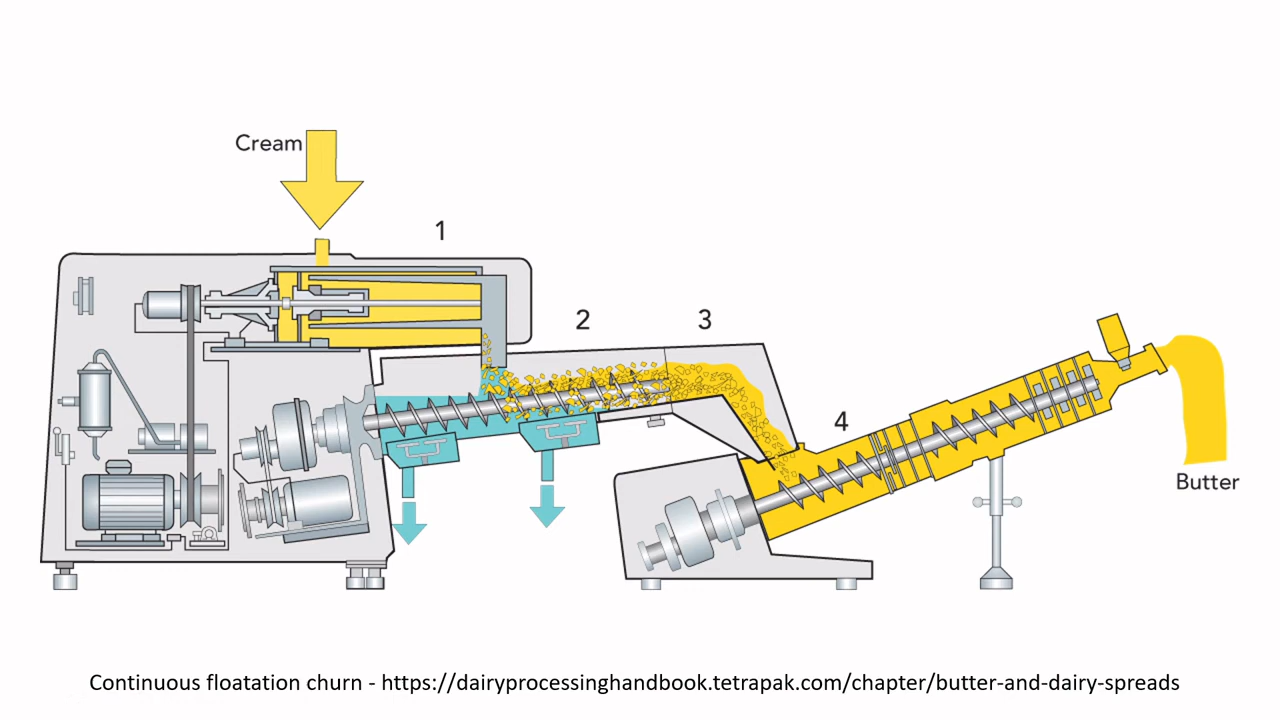 Cream
1
2
3
4
Butter
Continuous floatation churn - https://dairyprocessinghandbook.tetrapak.com/chapter/butter-and-dairy-spreads